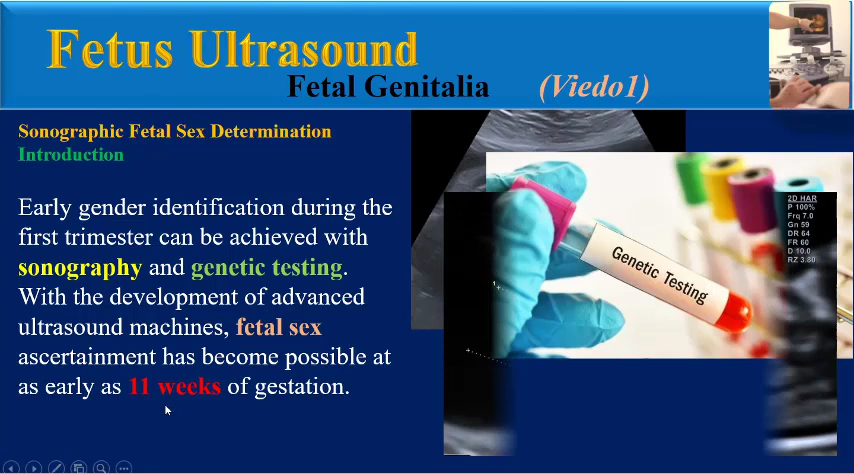 Fetus Ultrasound
Fetal Genitalia (Viedo1)
Sonographic Fetal Sex Determination
Introduction
Early gender identification during the
first trimester can be achieved with
sonography and genetic testing.
With the development of advanced
ultrasound machines, fetal sex
ascertainment has become possible at
as early as 11 weeks of gestation.
Genetic Testing
2D HAR
P 100%
Frq 7.0
Gn 59
DR 64
FR 60
D 10.0
RZ 3.80